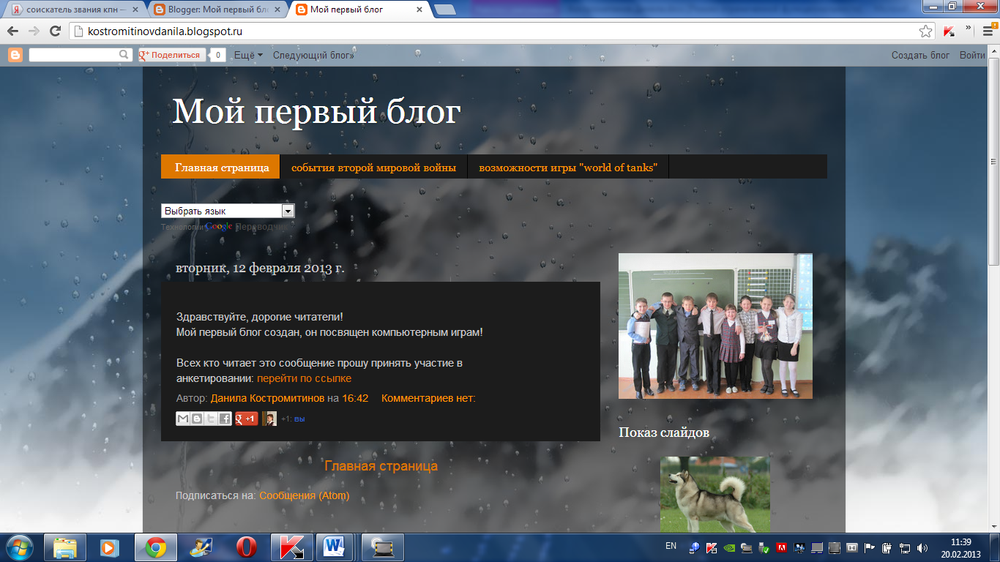 соискатель звания кпн —
Blogger: Мой первый бл
Мой первый блог
kostromitinovdanila.blogspot.ru
Поделиться 0 Ещё Следующий блог» Создать блог Войти
Мой первый блог
Главная страница события второй мировой войны возможности игры "world of tanks"
Выбрать язык
Технологии Google Переводчик
вторник, 12 февраля 2013 г.
Здравствуйте, дорогие читатели!
Мой первый блог создан, он посвящен компьютерным играм!
Всех кто читает это сообщение прошу принять участие в
анкетировании: перейти по ссылке
Автор: Данила Костромитинов на 16:42 Комментариев нет:
+1 +1: вы
Главная страница
Подписаться на: Сообщения (Atom)
Показ слайдов
EN
11:39
20.02.2013